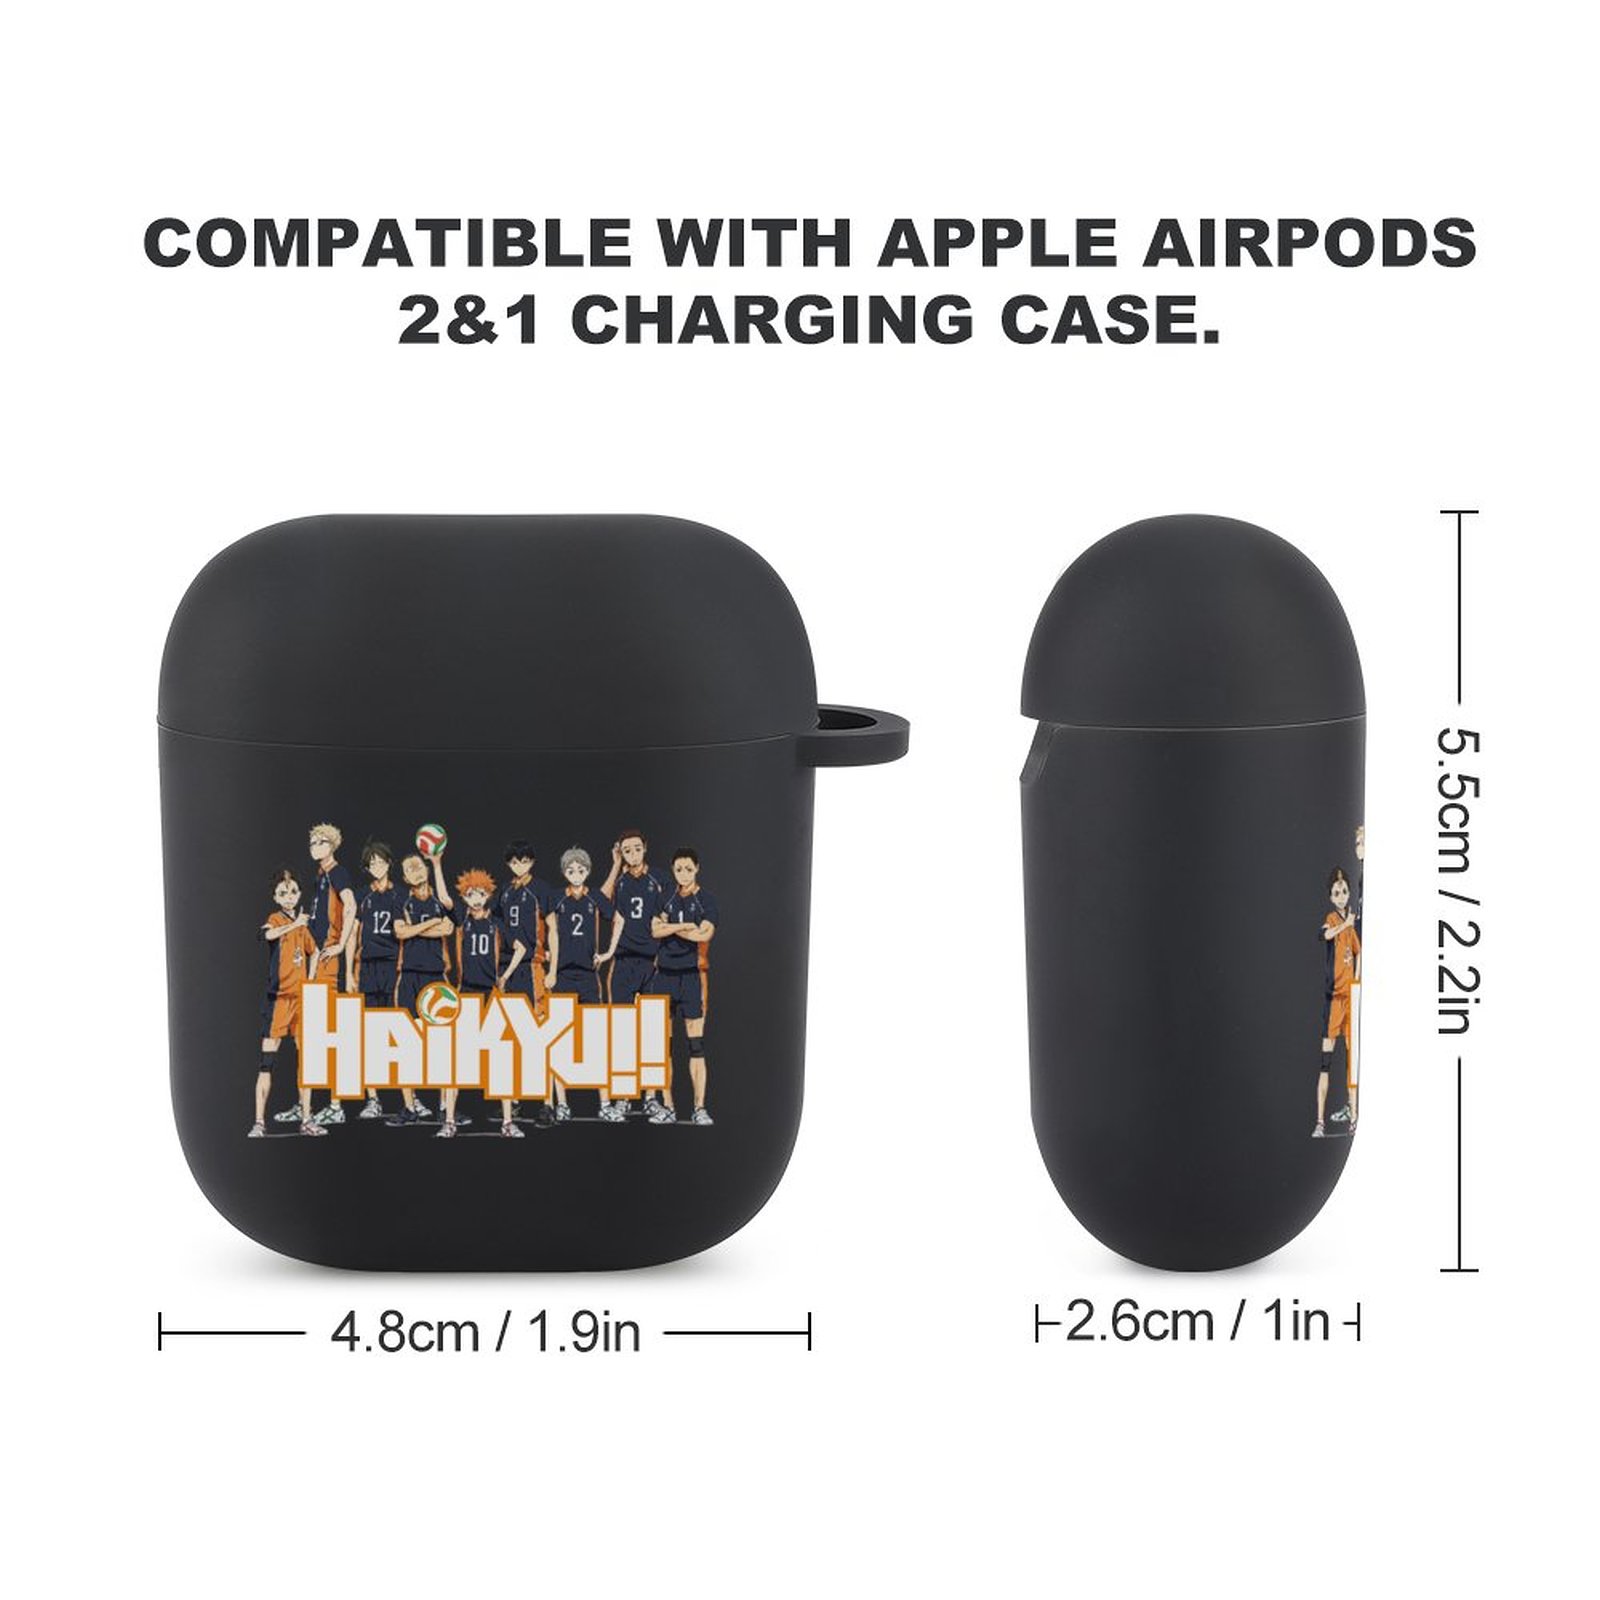 COMPATIBLE WITH APPLE AIRPODS
2&1 CHARGING CASE.
12
10
9
2
3
1
HAiKYU!!
5.5cm / 2.2in
4.8cm / 1.9in
2.6cm / 1in